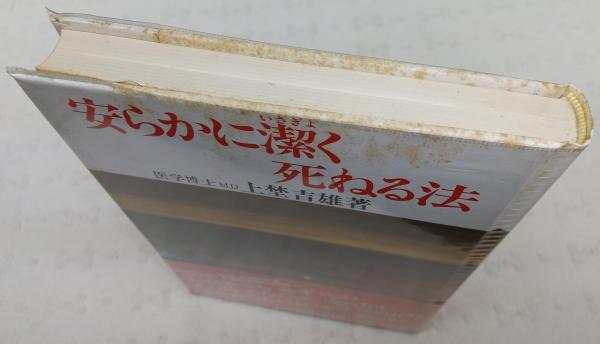 安らかに潔く
いさぎよ
死ねる法
医学博士MD 上埜吉雄著